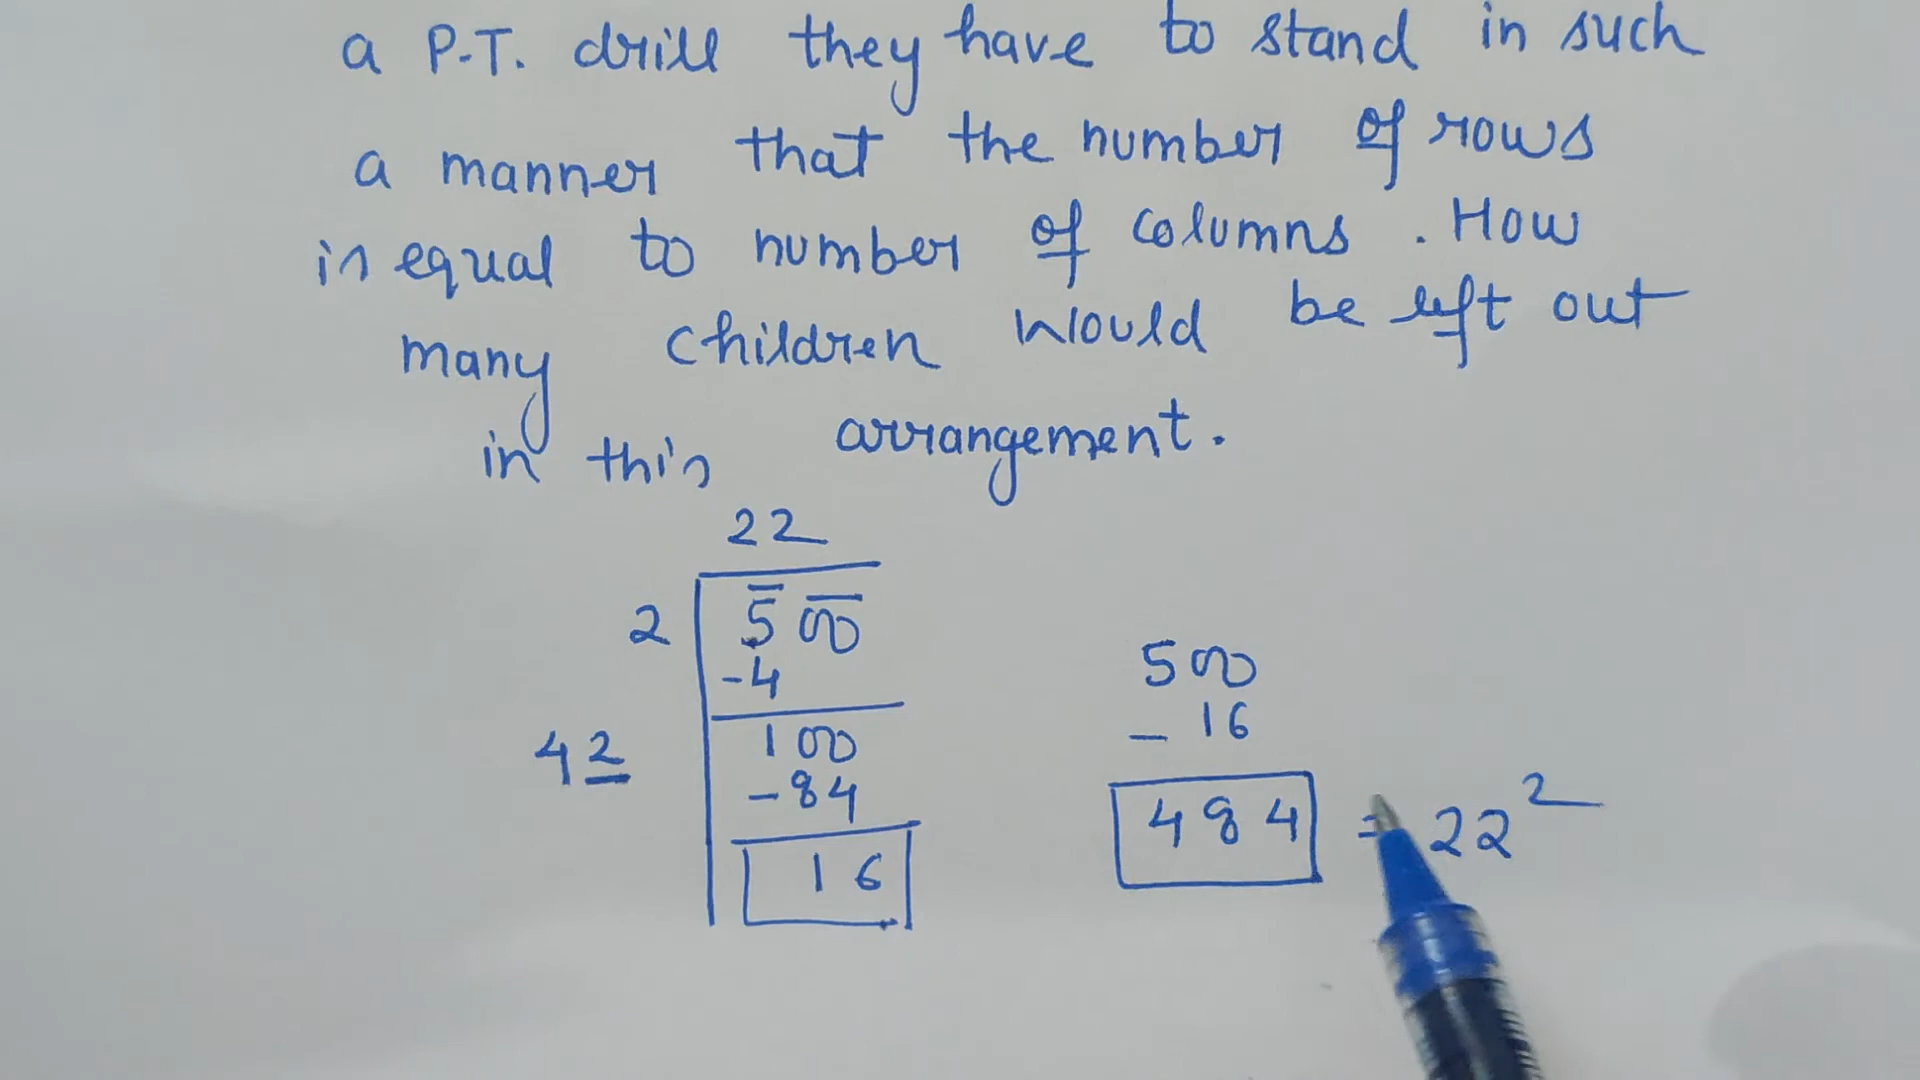 a P.T. drill they have to stand in such
a manner that the number of rows
is equal to number of columns. How
many children would be left out
in this arrangement.
22
2 500
-4
42 100
-84
16
500
- 16
484 = 22²